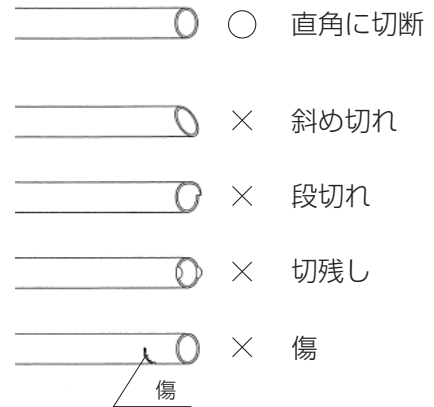 ○ 直角に切断
× 斜め切れ
× 段切れ
× 切残し
× 傷
傷